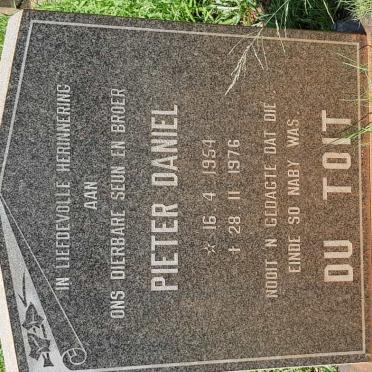 IN LIEFDEVOLLE HERINNERING
AAN
ONS DIERBARE SEUN EN BROER
PIETER DANIEL
* 16 4 1954
+ 28 11 1976
NOOIT 'N GEDAGTE DAT DIE
EINDE SO NABY WAS
DU TOIT